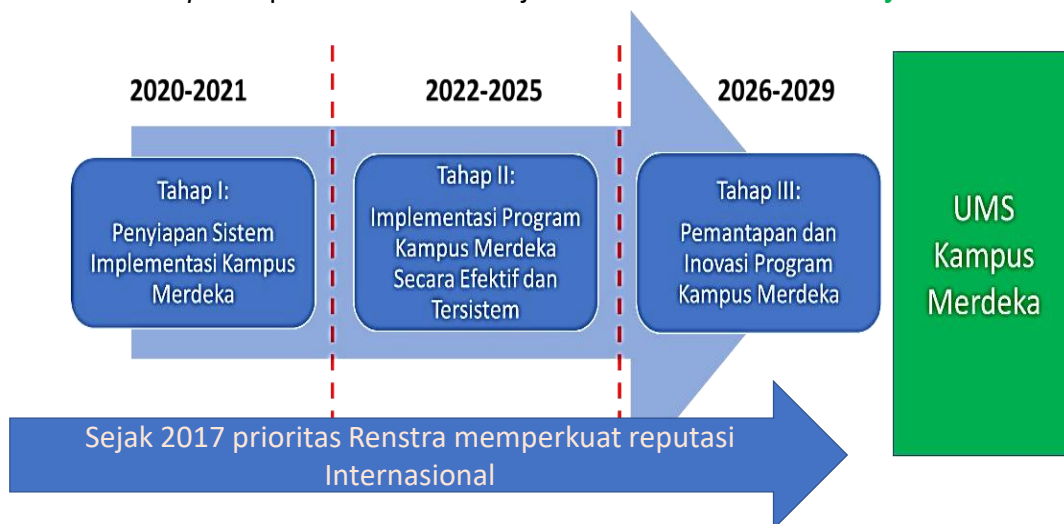 2020-2021
2022-2025
2026-2029
Tahap I:
Penyiapan Sistem
Implementasi Kampus
Merdeka
Tahap II:
Implementasi Program
Kampus Merdeka
Secara Efektif dan
Tersistem
Tahap III:
Pemantapan dan
Inovasi Program
Kampus Merdeka
UMS
Kampus
Merdeka
Sejak 2017 prioritas Renstra memperkuat reputasi
Internasional